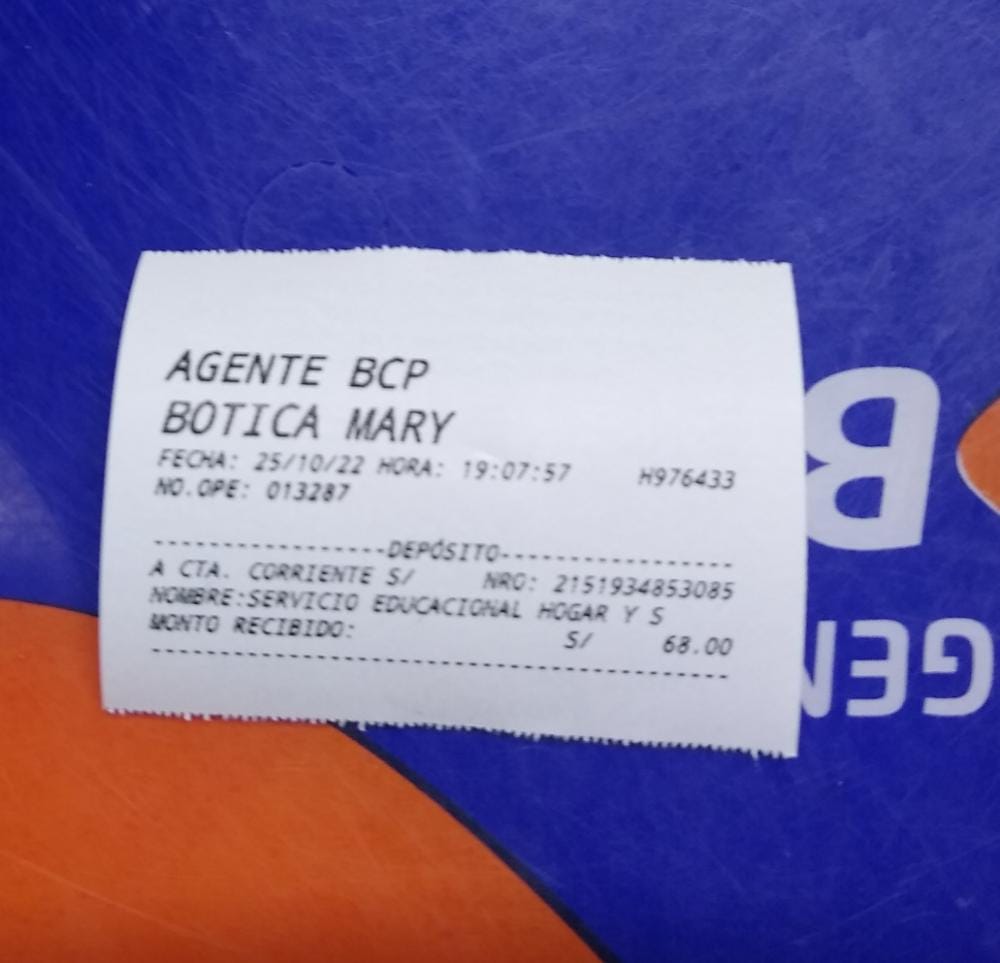 AGENTE BCP
BOTICA MARY
FECHA: 25/10/22 HORA: 19:07:57 H976433
NO.OPE: 013287
-----------------DEPÓSITO-----------------
A CTA. CORRIENTE S/ NRO: 2151934853085
NOMBRE:SERVICIO EDUCACIONAL HOGAR Y S
MONTO RECIBIDO: S/ 68.00
------------------------------------------
B
GEN